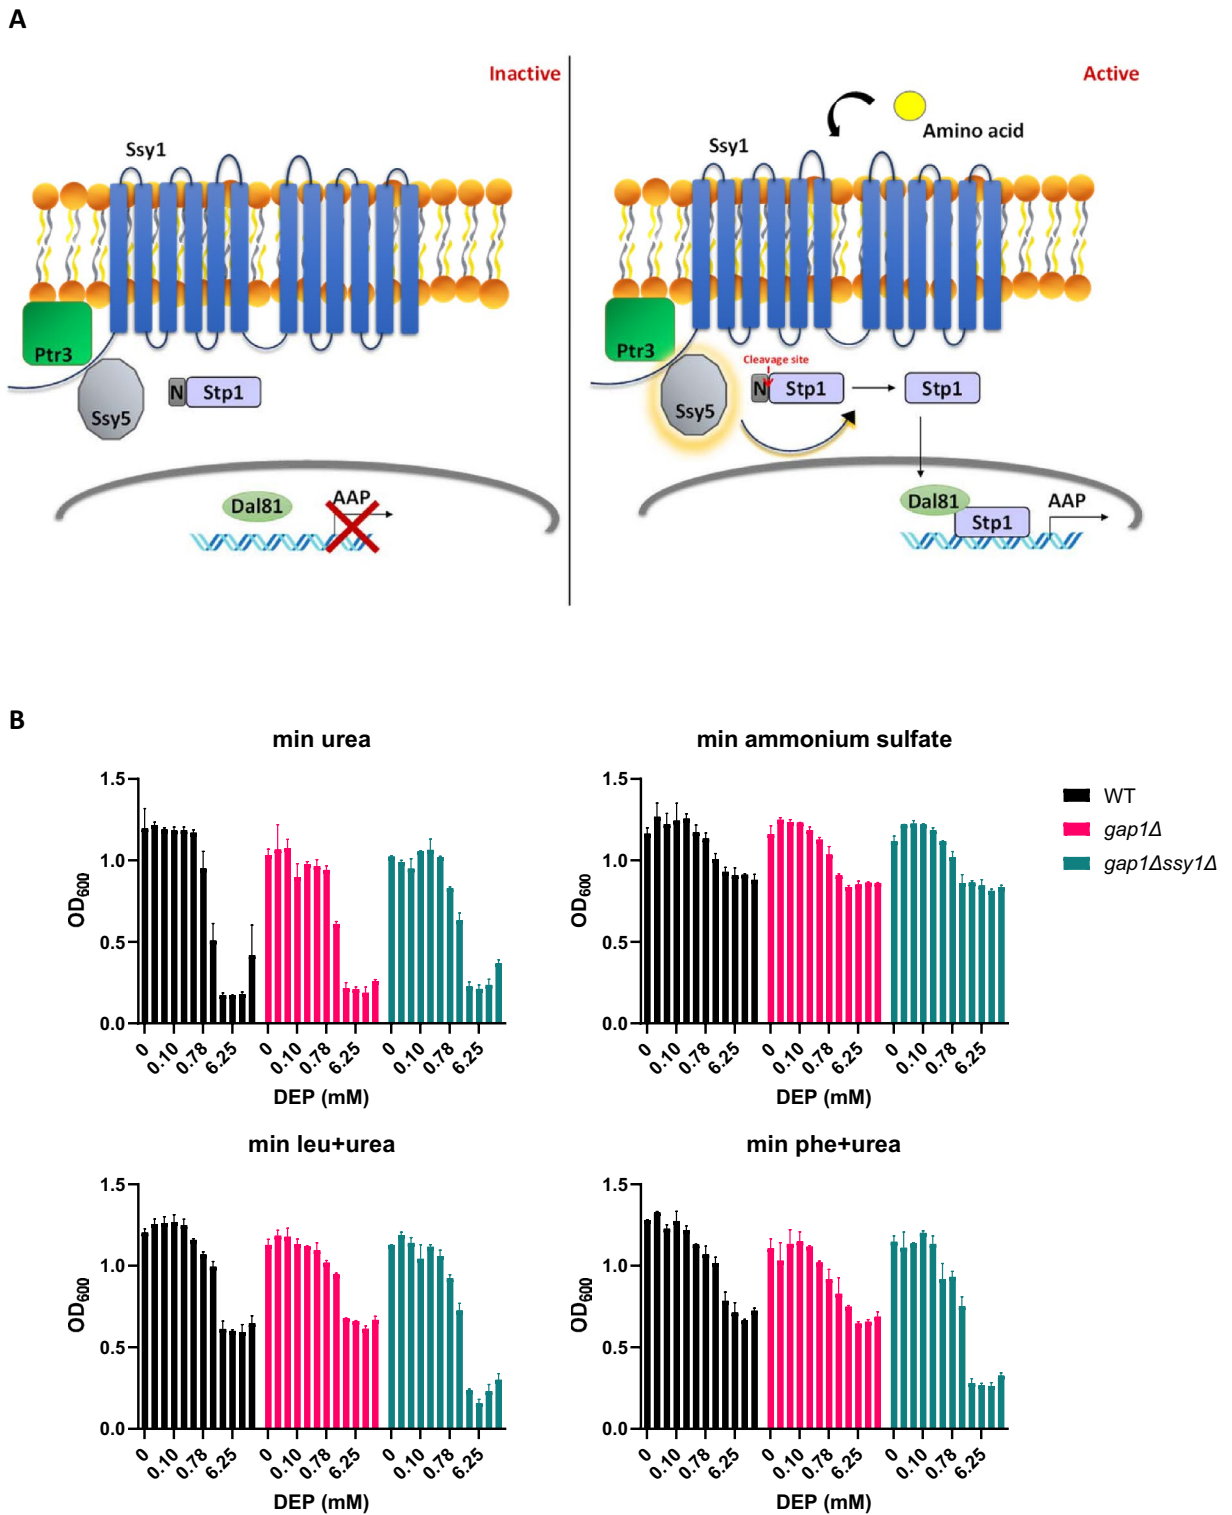 A
Inactive
Active
Ssy1
Ssy1
Amino acid
Ptr3
Ssy5
N
Stp1
Ptr3
Ssy5
Cleavage site
N
Stp1
Stp1
Dal81
AAP
Dal81
Stp1
AAP
B
min urea
1.5
1.0
0.5
0.0
OD600
0
0.10
0.78
6.25
0
0.10
0.78
6.25
0
0.10
0.78
6.25
DEP (mM)
min ammonium sulfate
1.5
1.0
0.5
0.0
OD600
0
0.10
0.78
6.25
0
0.10
0.78
6.25
0
0.10
0.78
6.25
DEP (mM)
WT
gap1Δ
gap1Δssy1Δ
min leu+urea
1.5
1.0
0.5
0.0
OD600
0
0.10
0.78
6.25
0
0.10
0.78
6.25
0
0.10
0.78
6.25
DEP (mM)
min phe+urea
1.5
1.0
0.5
0.0
OD600
0
0.10
0.78
6.25
0
0.10
0.78
6.25
0
0.10
0.78
6.25
DEP (mM)